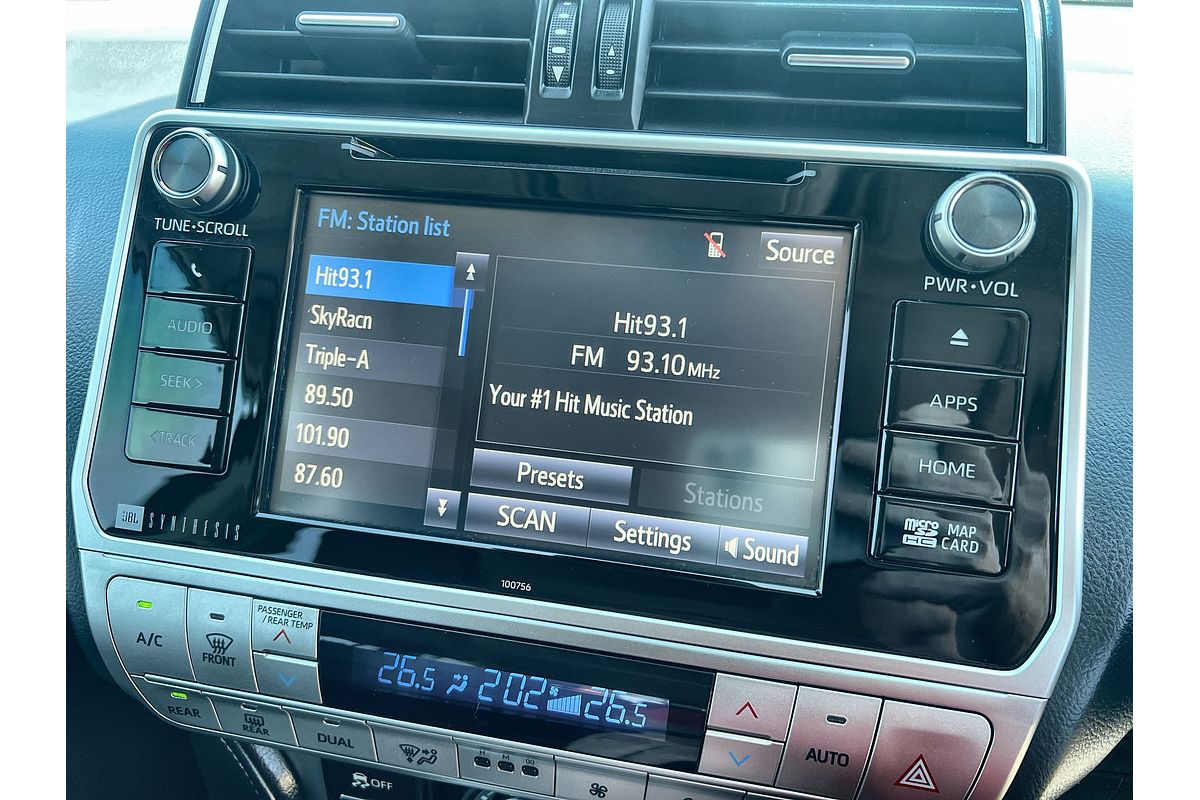 TUNE•SCROLL
AUDIO
SEEK>
<TRACK
JBL SYNTHESIS
FM: Station list
Source
Hit93.1
SkyRacn
Triple-A
89.50
101.90
87.60
Hit93.1
FM 93.10 MHz
Your #1 Hit Music Station
Presets
Stations
SCAN
Settings
Sound
PWR•VOL
APPS
HOME
micro SD HC MAP CARD
100756
A/C
FRONT
PASSENGER
/REAR TEMP
26.5 202 26.5
REAR
REAR
DUAL
H M 00
AUTO
OFF